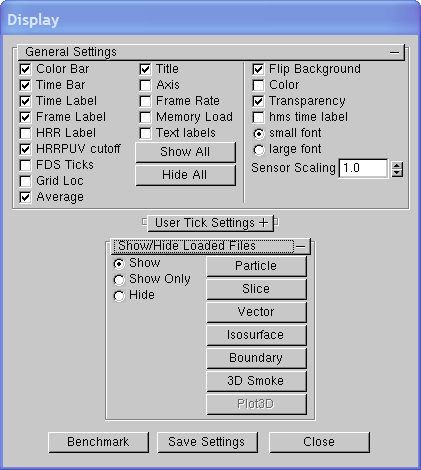 Display
General Settings
Color Bar
Time Bar
Time Label
Frame Label
HRR Label
HRRPUV cutoff
FDS Ticks
Grid Loc
Average
Title
Axis
Frame Rate
Memory Load
Text labels
Show All
Hide All
Flip Background
Color
Transparency
hms time label
small font
large font
Sensor Scaling 1.0
User Tick Settings +
Show/Hide Loaded Files
Show
Show Only
Hide
Particle
Slice
Vector
Isosurface
Boundary
3D Smoke
Plot3D
Benchmark
Save Settings
Close